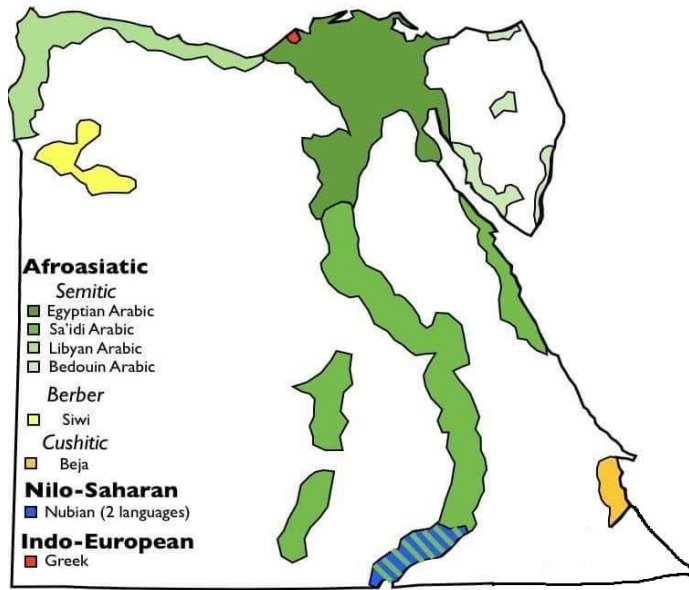 Afroasiatic
Semitic
Egyptian Arabic
Sa'idi Arabic
Libyan Arabic
Bedouin Arabic
Berber
Siwi
Cushitic
Beja
Nilo-Saharan
Nubian (2 languages)
Indo-European
Greek